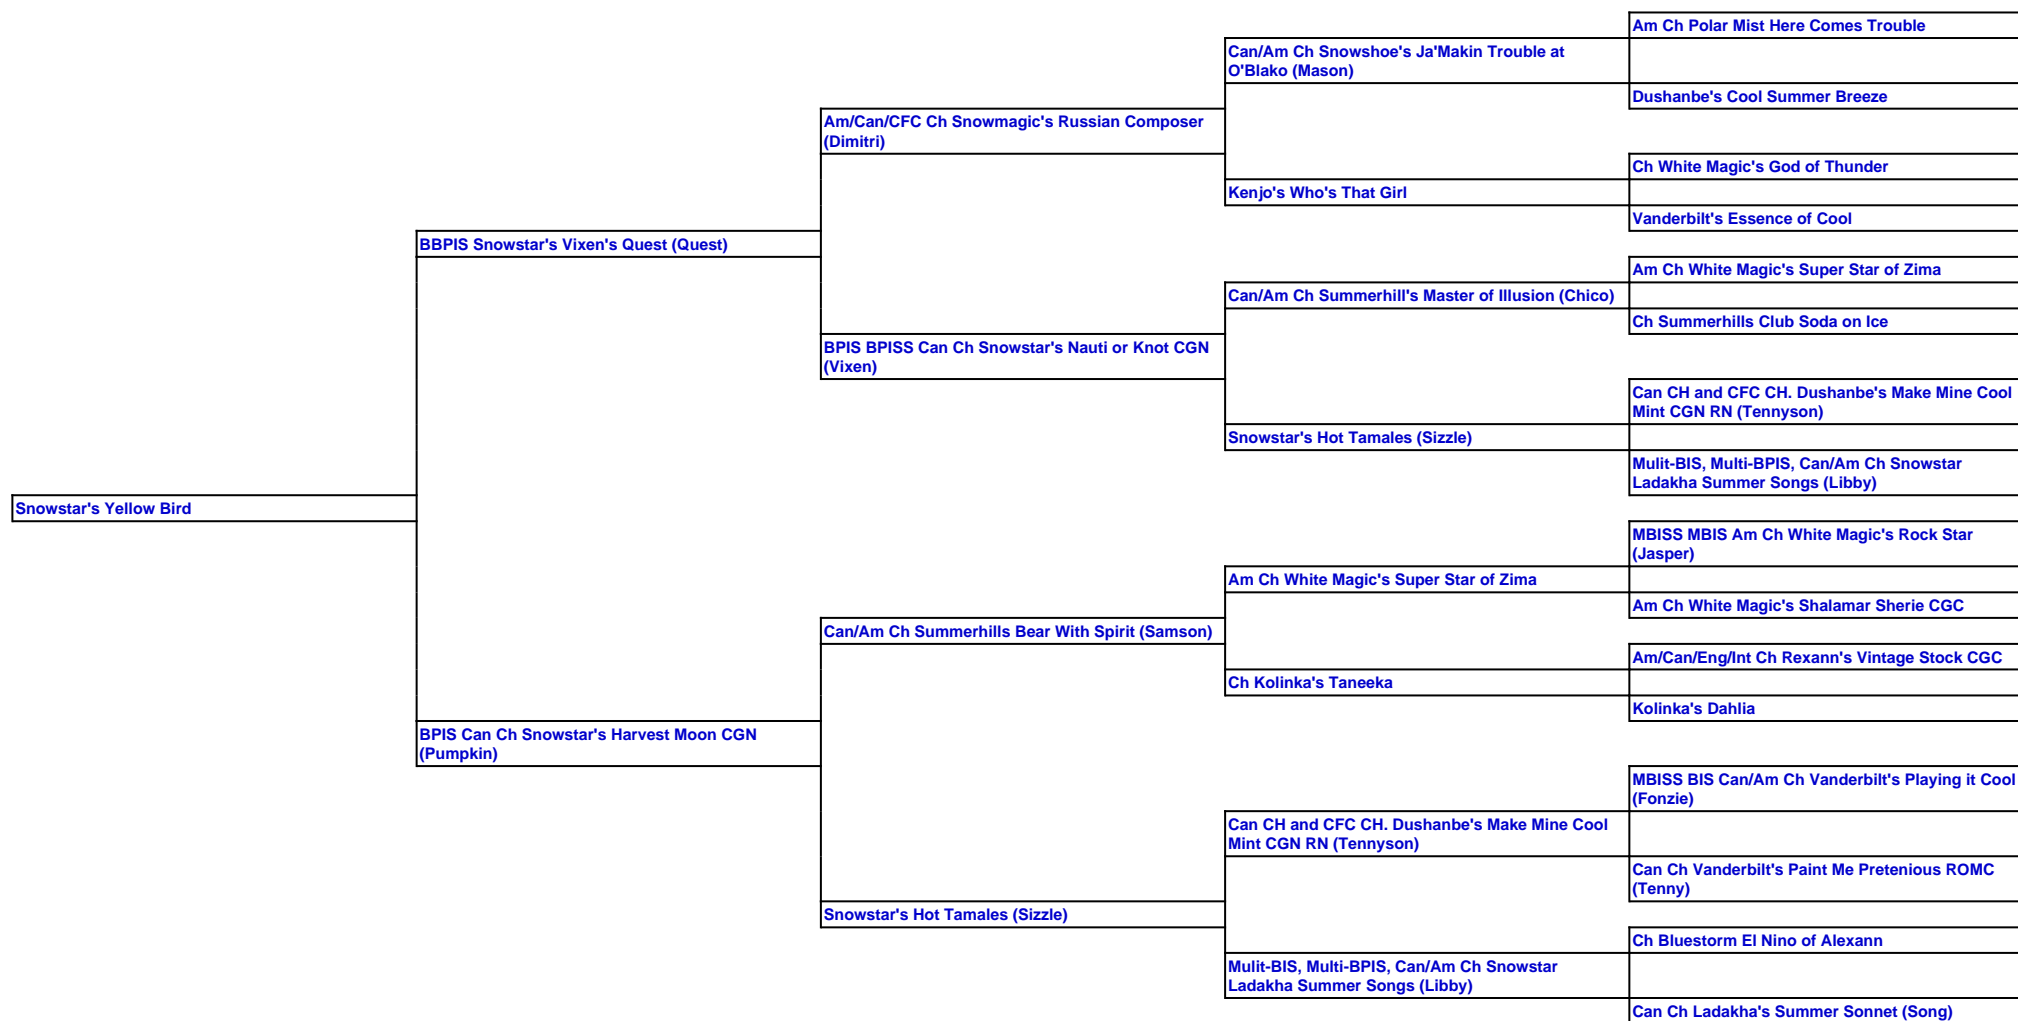 Am Ch Polar Mist Here Comes Trouble
Can/Am Ch Snowshoe's Ja'Makin Trouble at
O'Blako (Mason)
Dushanbe's Cool Summer Breeze
Am/Can/CFC Ch Snowmagic's Russian Composer
(Dimitri)
Ch White Magic's God of Thunder
Kenjo's Who's That Girl
Vanderbilt's Essence of Cool
BBPIS Snowstar's Vixen's Quest (Quest)
Am Ch White Magic's Super Star of Zima
Can/Am Ch Summerhill's Master of Illusion (Chico)
Ch Summerhills Club Soda on Ice
BPIS BPISS Can Ch Snowstar's Nauti or Knot CGN
(Vixen)
Can CH and CFC CH. Dushanbe's Make Mine Cool
Mint CGN RN (Tennyson)
Snowstar's Hot Tamales (Sizzle)
Mulit-BIS, Multi-BPIS, Can/Am Ch Snowstar
Ladakha Summer Songs (Libby)
Snowstar's Yellow Bird
MBISS MBIS Am Ch White Magic's Rock Star
(Jasper)
Am Ch White Magic's Super Star of Zima
Am Ch White Magic's Shalamar Sherie CGC
Can/Am Ch Summerhills Bear With Spirit (Samson)
Am/Can/Eng/Int Ch Rexann's Vintage Stock CGC
Ch Kolinka's Taneeka
Kolinka's Dahlia
BPIS Can Ch Snowstar's Harvest Moon CGN
(Pumpkin)
MBISS BIS Can/Am Ch Vanderbilt's Playing it Cool
(Fonzie)
Can CH and CFC CH. Dushanbe's Make Mine Cool
Mint CGN RN (Tennyson)
Can Ch Vanderbilt's Paint Me Pretenious ROMC
(Tenny)
Snowstar's Hot Tamales (Sizzle)
Ch Bluestorm El Nino of Alexann
Mulit-BIS, Multi-BPIS, Can/Am Ch Snowstar
Ladakha Summer Songs (Libby)
Can Ch Ladakha's Summer Sonnet (Song)